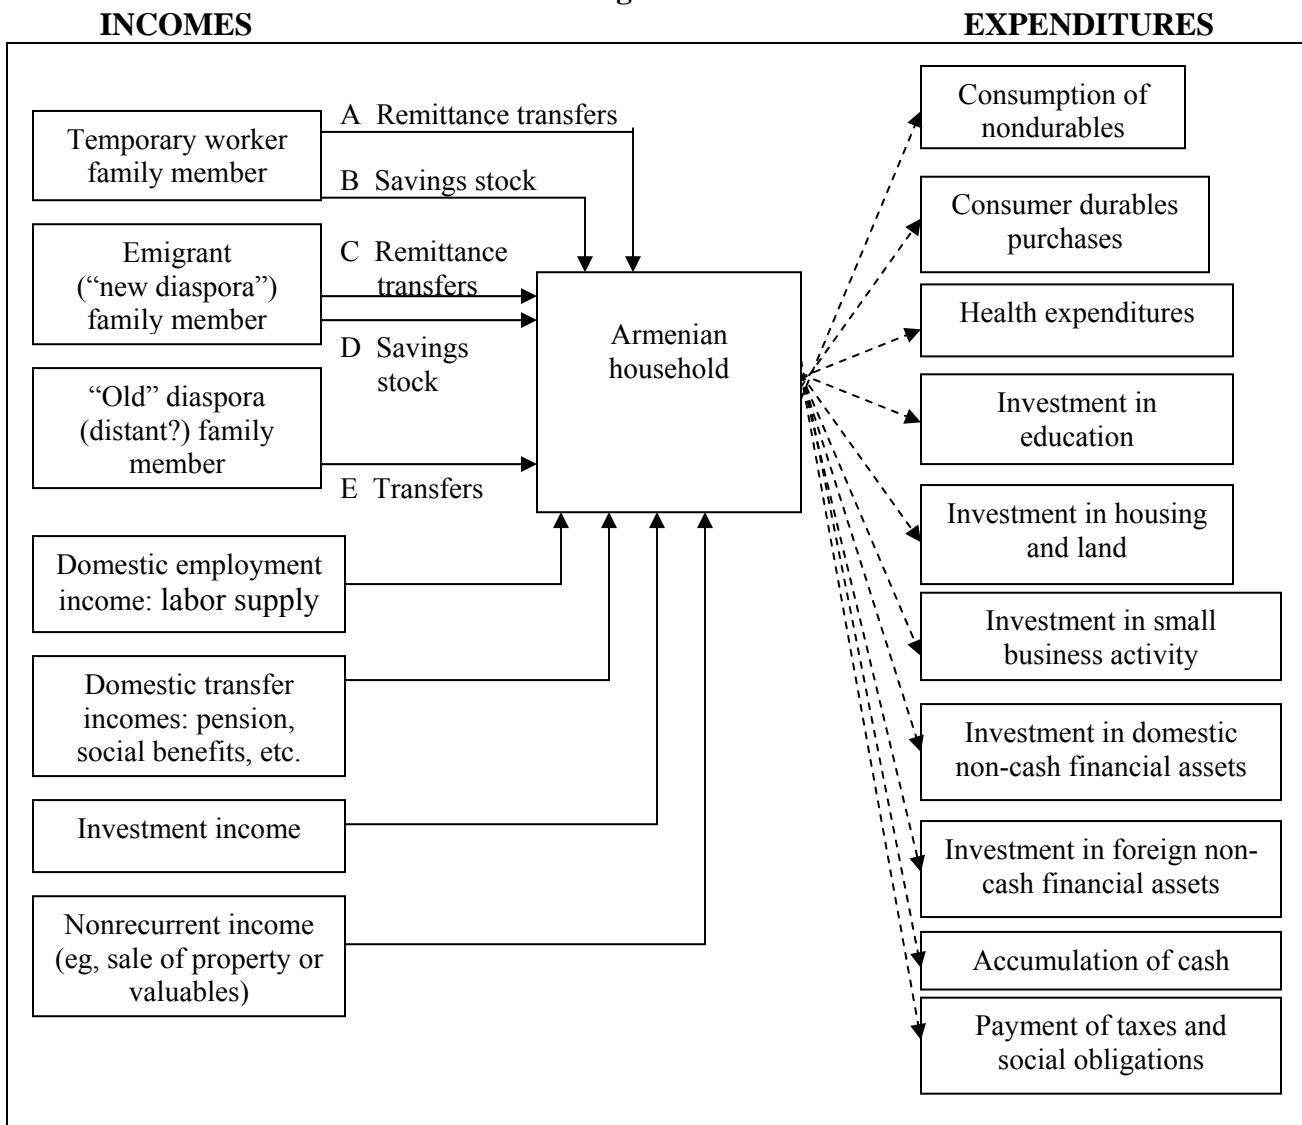 INCOMES
EXPENDITURES
Temporary worker
family member
A Remittance transfers
B Savings stock
Emigrant
(“new diaspora”)
family member
C Remittance
transfers
D Savings
stock
“Old” diaspora
(distant?) family
member
E Transfers
Domestic employment
income: labor supply
Domestic transfer
incomes: pension,
social benefits, etc.
Investment income
Nonrecurrent income
(eg, sale of property or
valuables)
Armenian
household
Consumption of
nondurables
Consumer durables
purchases
Health expenditures
Investment in
education
Investment in housing
and land
Investment in small
business activity
Investment in domestic
non-cash financial assets
Investment in foreign non-
cash financial assets
Accumulation of cash
Payment of taxes and
social obligations